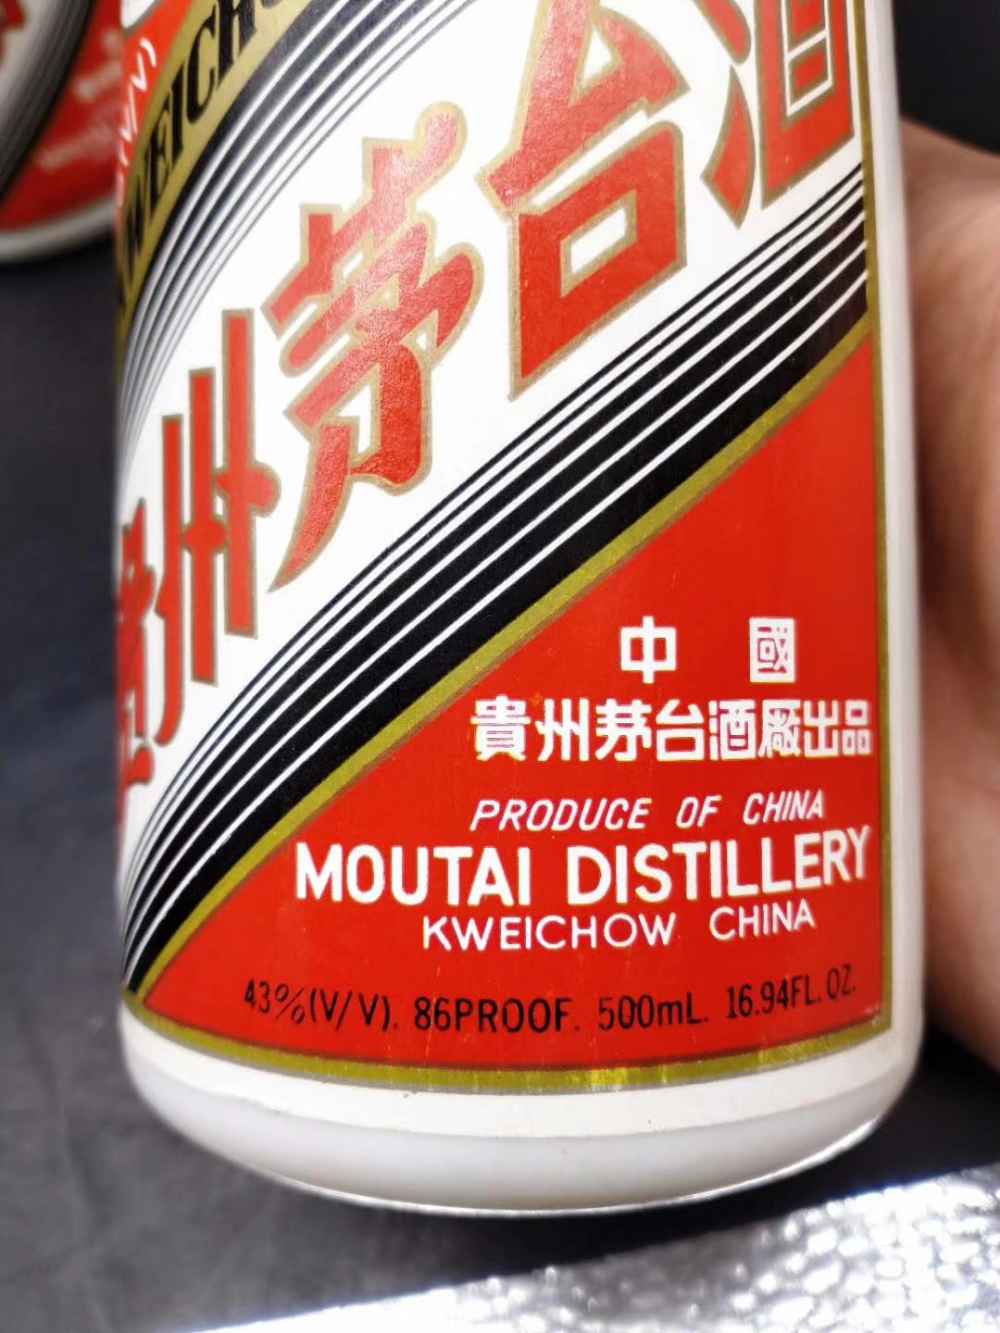 貴州茅台酒
中國
貴州茅台酒廠出品
PRODUCE OF CHINA
MOUTAI DISTILLERY
KWEICHOW CHINA
43%(V/V). 86PROOF. 500mL. 16.94FL. OZ.